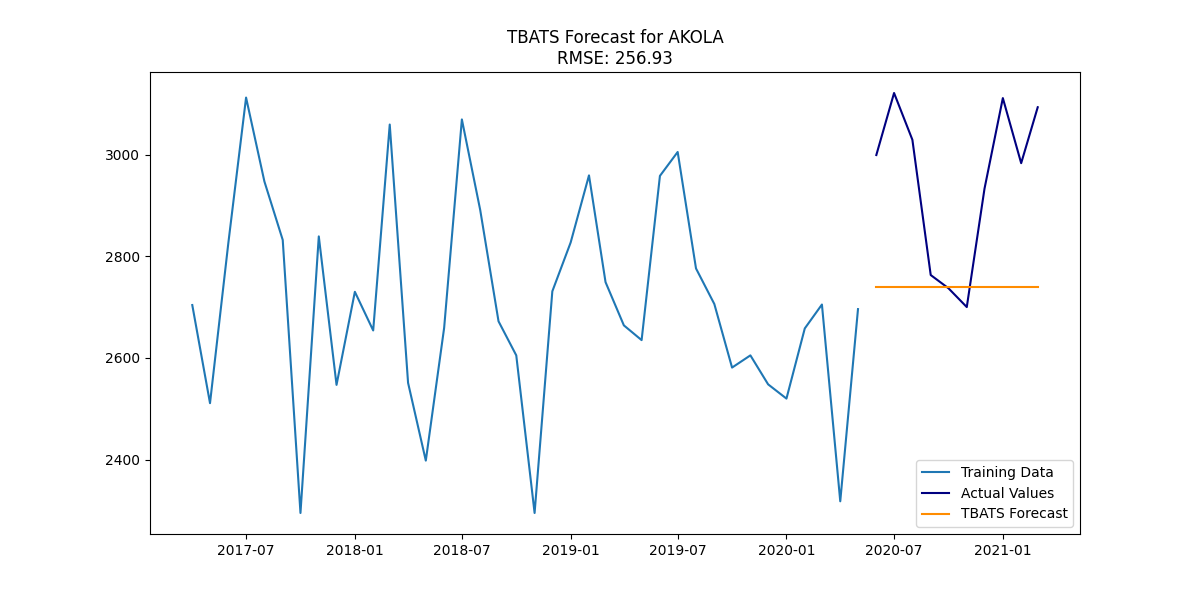 TBATS Forecast for AKOLA
RMSE: 256.93
3000
2800
2600
2400
2017-07
2018-01
2018-07
2019-01
2019-07
2020-01
2020-07
2021-01
Training Data
Actual Values
TBATS Forecast